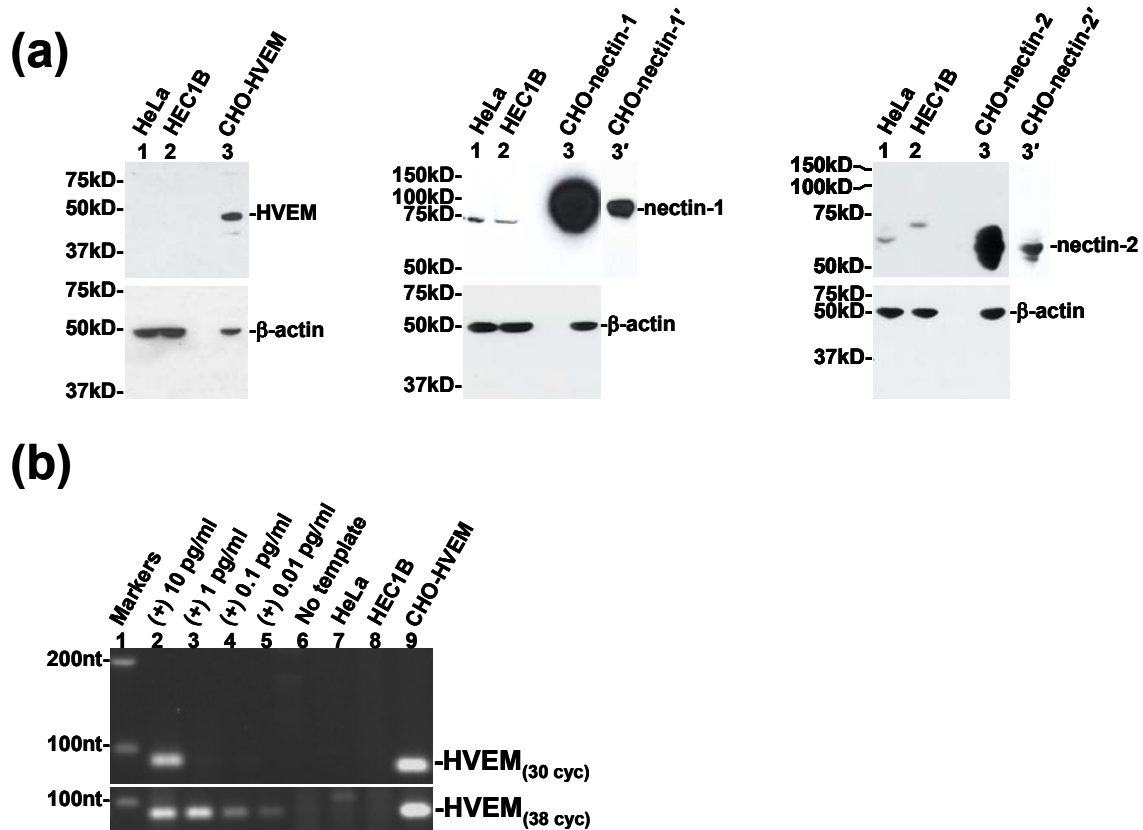 (a)
HeLa
HEC1B
CHO-HVEM
1 2 3
75kD-
50kD-
37kD-
-HVEM
75kD-
50kD-
37kD-
-β-actin
HeLa
HEC1B
CHO-nectin-1
CHO-nectin-1′
1 2 3 3′
150kD-
100kD-
75kD-
50kD-
-nectin-1
75kD-
50kD-
37kD-
-β-actin
HeLa
HEC1B
CHO-nectin-2
CHO-nectin-2′
1 2 3 3′
150kD-
100kD-
75kD-
50kD-
-nectin-2
75kD-
50kD-
37kD-
-β-actin
(b)
Markers
(+) 10 pg/ml
(+) 1 pg/ml
(+) 0.1 pg/ml
(+) 0.01 pg/ml
No template
HeLa
HEC1B
CHO-HVEM
1 2 3 4 5 6 7 8 9
200nt-
100nt-
-HVEM(30 cyc)
100nt-
-HVEM(38 cyc)